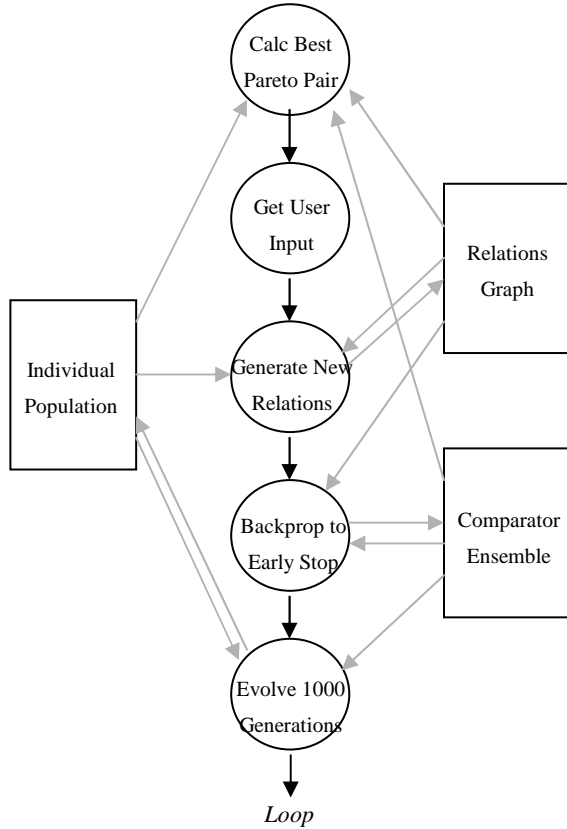 Calc Best
Pareto Pair
Get User
Input
Relations
Graph
Individual
Population
Generate New
Relations
Backprop to
Early Stop
Comparator
Ensemble
Evolve 1000
Generations
Loop